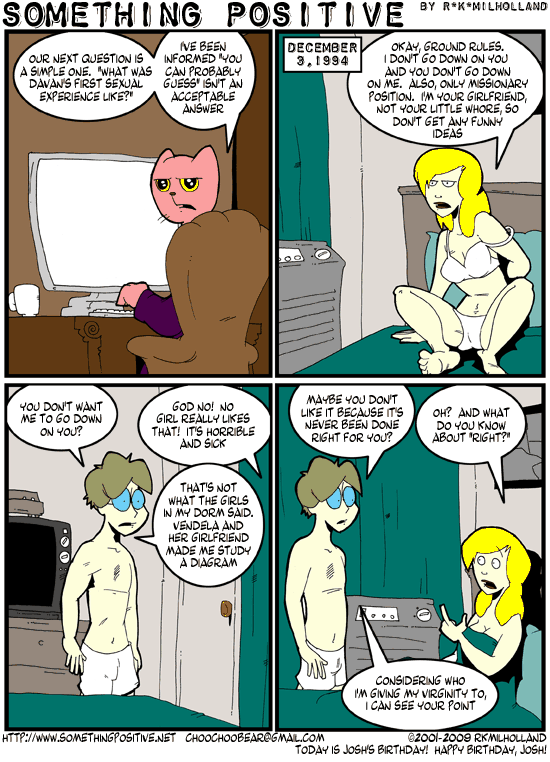 SOMETHING POSITIVE BY R*K*MILHOLLAND
OUR NEXT QUESTION IS
A SIMPLE ONE. "WHAT WAS
DAVAN'S FIRST SEXUAL
EXPERIENCE LIKE?"
I'VE BEEN
INFORMED "YOU
CAN PROBABLY
GUESS" ISN'T AN
ACCEPTABLE
ANSWER
DECEMBER
3, 1994
OKAY, GROUND RULES.
I DON'T GO DOWN ON YOU
AND YOU DON'T GO DOWN
ON ME. ALSO, ONLY MISSIONARY
POSITION. I'M YOUR GIRLFRIEND,
NOT YOUR LITTLE WHORE, SO
DON'T GET ANY FUNNY
IDEAS
YOU DON'T WANT
ME TO GO DOWN
ON YOU?
GOD NO! NO
GIRL REALLY LIKES
THAT! IT'S HORRIBLE
AND SICK
THAT'S NOT
WHAT THE GIRLS
IN MY DORM SAID.
VENDELA AND
HER GIRLFRIEND
MADE ME STUDY
A DIAGRAM
MAYBE YOU DON'T
LIKE IT BECAUSE IT'S
NEVER BEEN DONE
RIGHT FOR YOU?
OH? AND WHAT
DO YOU KNOW
ABOUT "RIGHT?"
CONSIDERING WHO
I'M GIVING MY VIRGINITY TO,
I CAN SEE YOUR POINT
HTTP://WWW.SOMETHINGPOSITIVE.NET CHOOCHOOBEAR@GMAIL.COM ©2001-2009 RKMILHOLLAND
TODAY IS JOSH'S BIRTHDAY! HAPPY BIRTHDAY, JOSH!